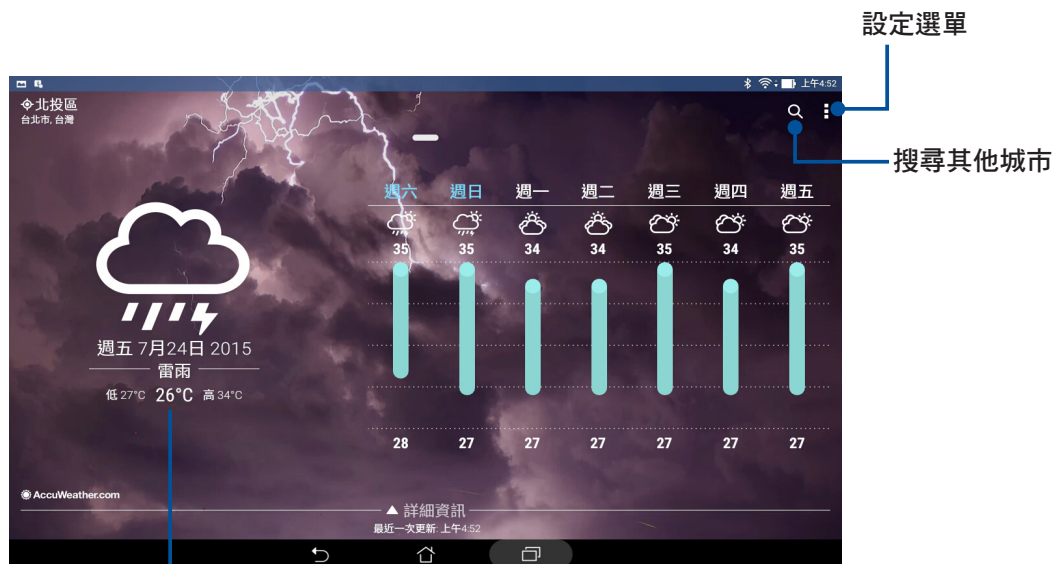 設定選單
上午4:52
北投區
台北市, 台灣
搜尋其他城市
週六 週日 週一 週二 週三 週四 週五
35 35 34 34 35 34 35
週五 7月24日 2015
雷雨
低 27°C 26°C 高 34°C
28 27 27 27 27 27 27
AccuWeather.com
詳細資訊
最近一次更新: 上午4:52